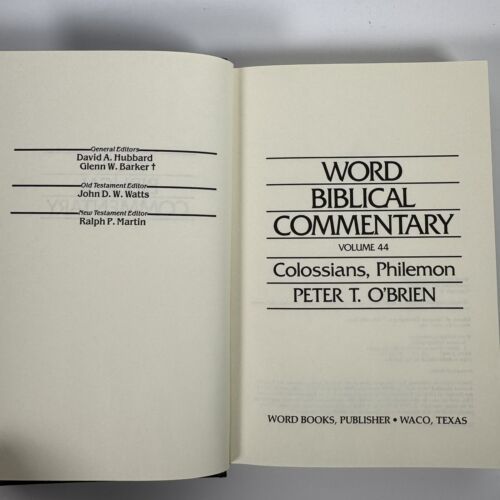 General Editors
David A. Hubbard
Glenn W. Barker †
Old Testament Editor
John D. W. Watts
New Testament Editor
Ralph P. Martin
WORD
BIBLICAL
COMMENTARY
VOLUME 44
Colossians, Philemon
PETER T. O'BRIEN
WORD BOOKS, PUBLISHER • WACO, TEXAS